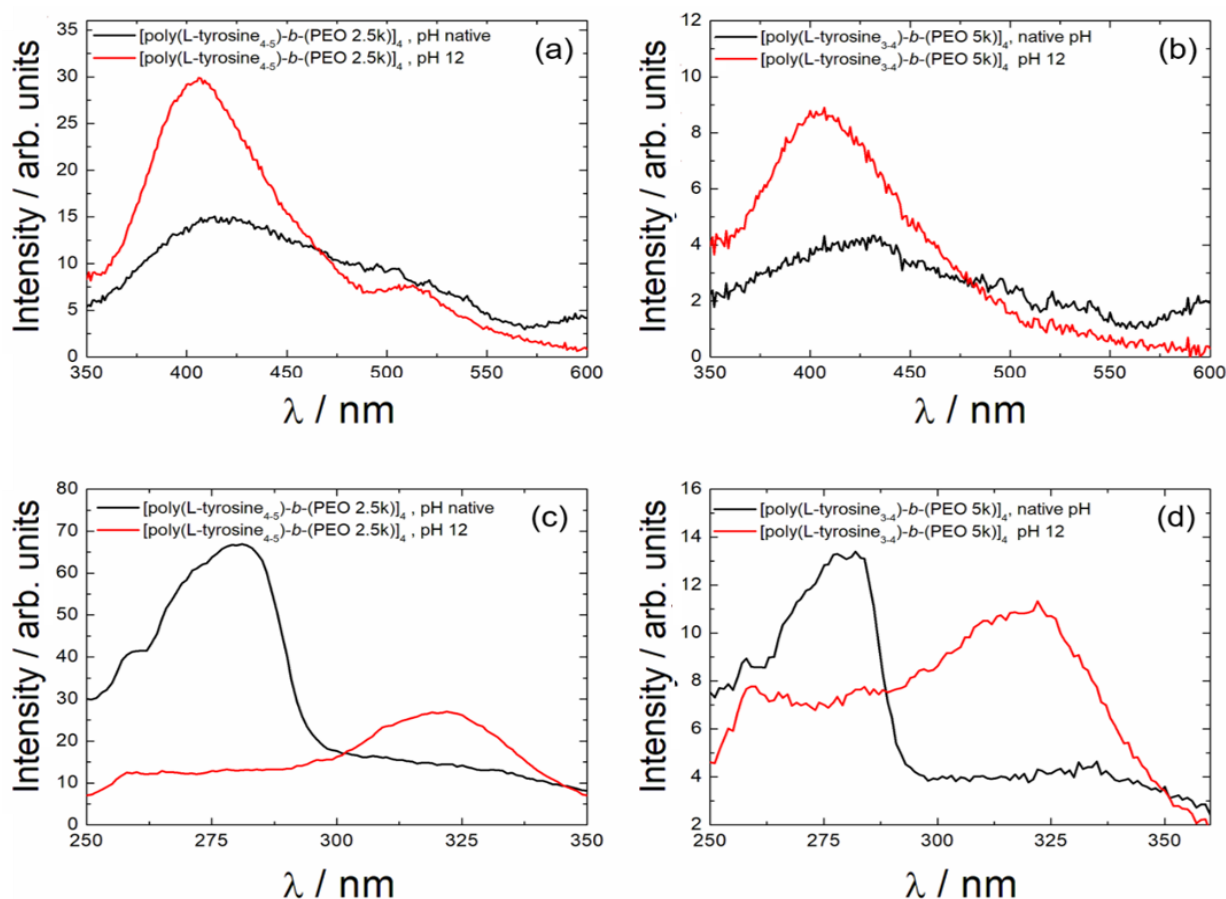 [poly(L-tyrosine₄₋₅)-b-(PEO 2.5k)]₄ , pH native
[poly(L-tyrosine₄₋₅)-b-(PEO 2.5k)]₄ , pH 12
(a)
Intensity / arb. units
35
30
25
20
15
10
5
0
350 400 450 500 550 600
λ / nm
[poly(L-tyrosine₃₋₄)-b-(PEO 5k)]₄, native pH
[poly(L-tyrosine₃₋₄)-b-(PEO 5k)]₄ pH 12
(b)
Intensity / arb. units
12
10
8
6
4
2
0
350 400 450 500 550 600
λ / nm
[poly(L-tyrosine₄₋₅)-b-(PEO 2.5k)]₄ , pH native
[poly(L-tyrosine₄₋₅)-b-(PEO 2.5k)]₄ , pH 12
(c)
Intensity / arb. units
80
70
60
50
40
30
20
10
0
250 275 300 325 350
λ / nm
[poly(L-tyrosine₃₋₄)-b-(PEO 5k)]₄, native pH
[poly(L-tyrosine₃₋₄)-b-(PEO 5k)]₄ pH 12
(d)
Intensity / arb. units
16
14
12
10
8
6
4
2
250 275 300 325 350
λ / nm